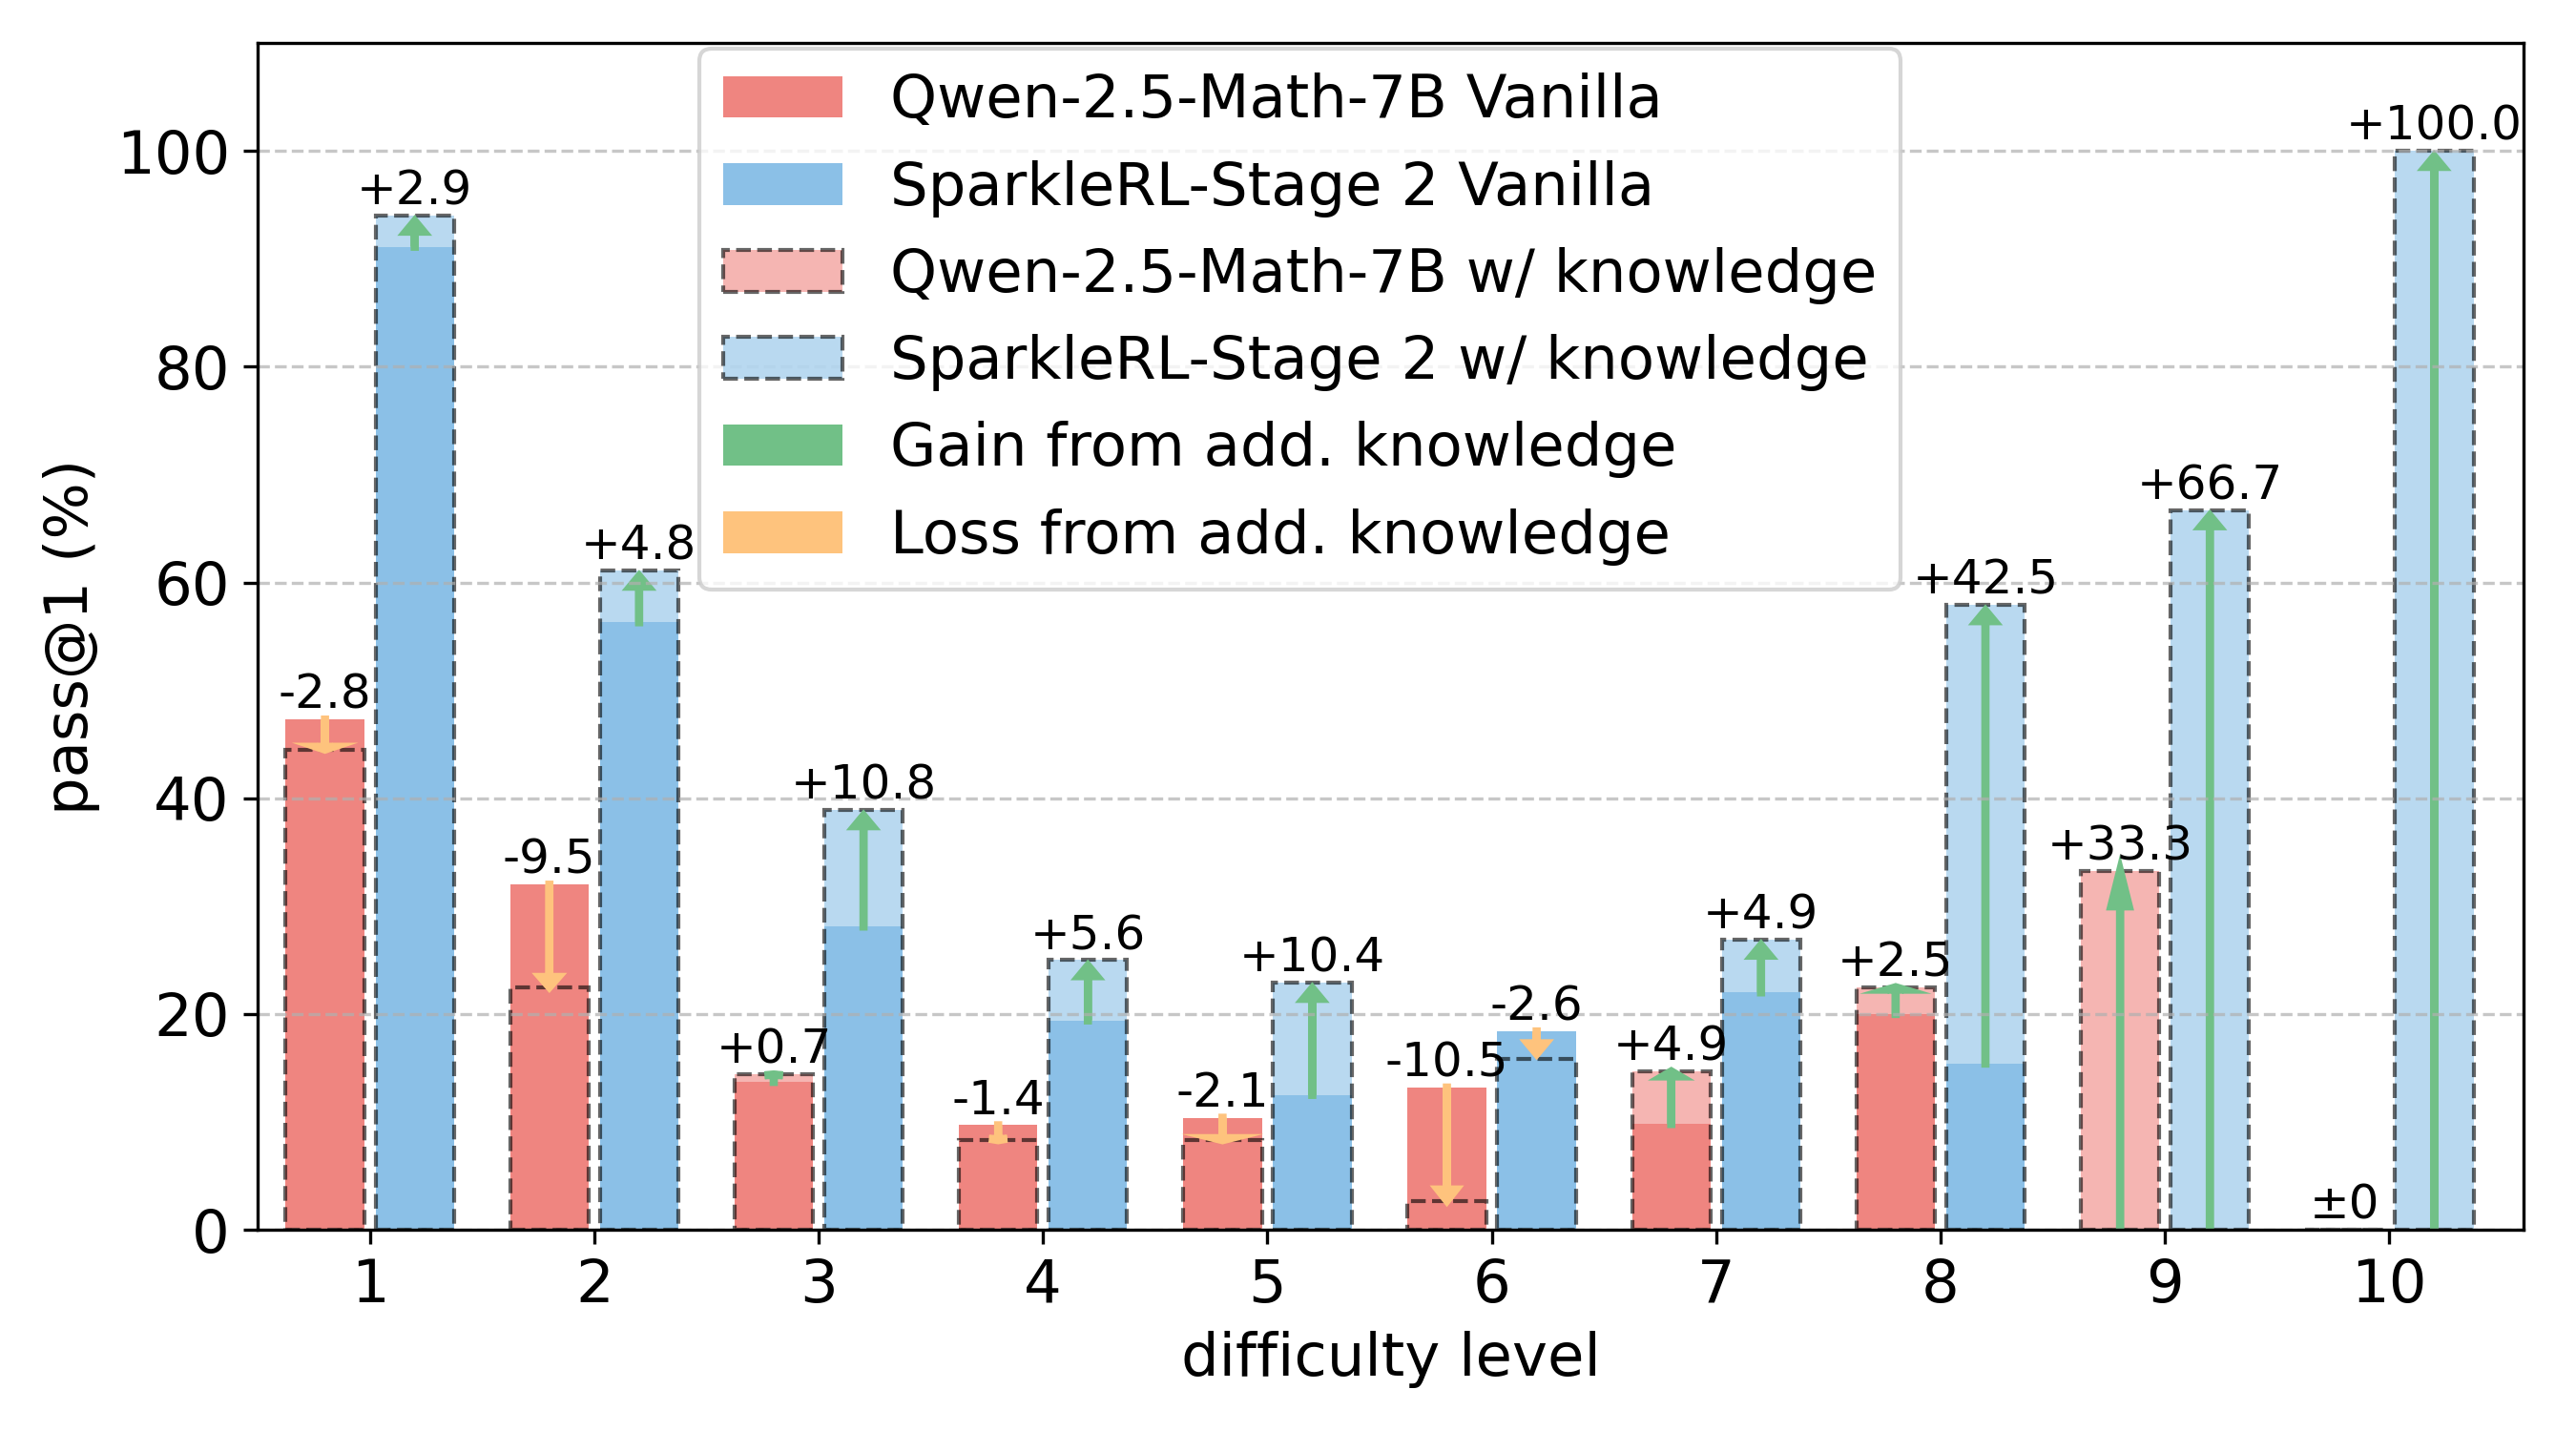 Qwen-2.5-Math-7B Vanilla
SparkleRL-Stage 2 Vanilla
Qwen-2.5-Math-7B w/ knowledge
SparkleRL-Stage 2 w/ knowledge
Gain from add. knowledge
Loss from add. knowledge
pass@1 (%)
100
80
60
40
20
0
-2.8
+2.9
-9.5
+4.8
+0.7
+10.8
-1.4
+5.6
-2.1
+10.4
-10.5
-2.6
+4.9
+4.9
+2.5
+42.5
+33.3
+66.7
±0
+100.0
1 2 3 4 5 6 7 8 9 10
difficulty level